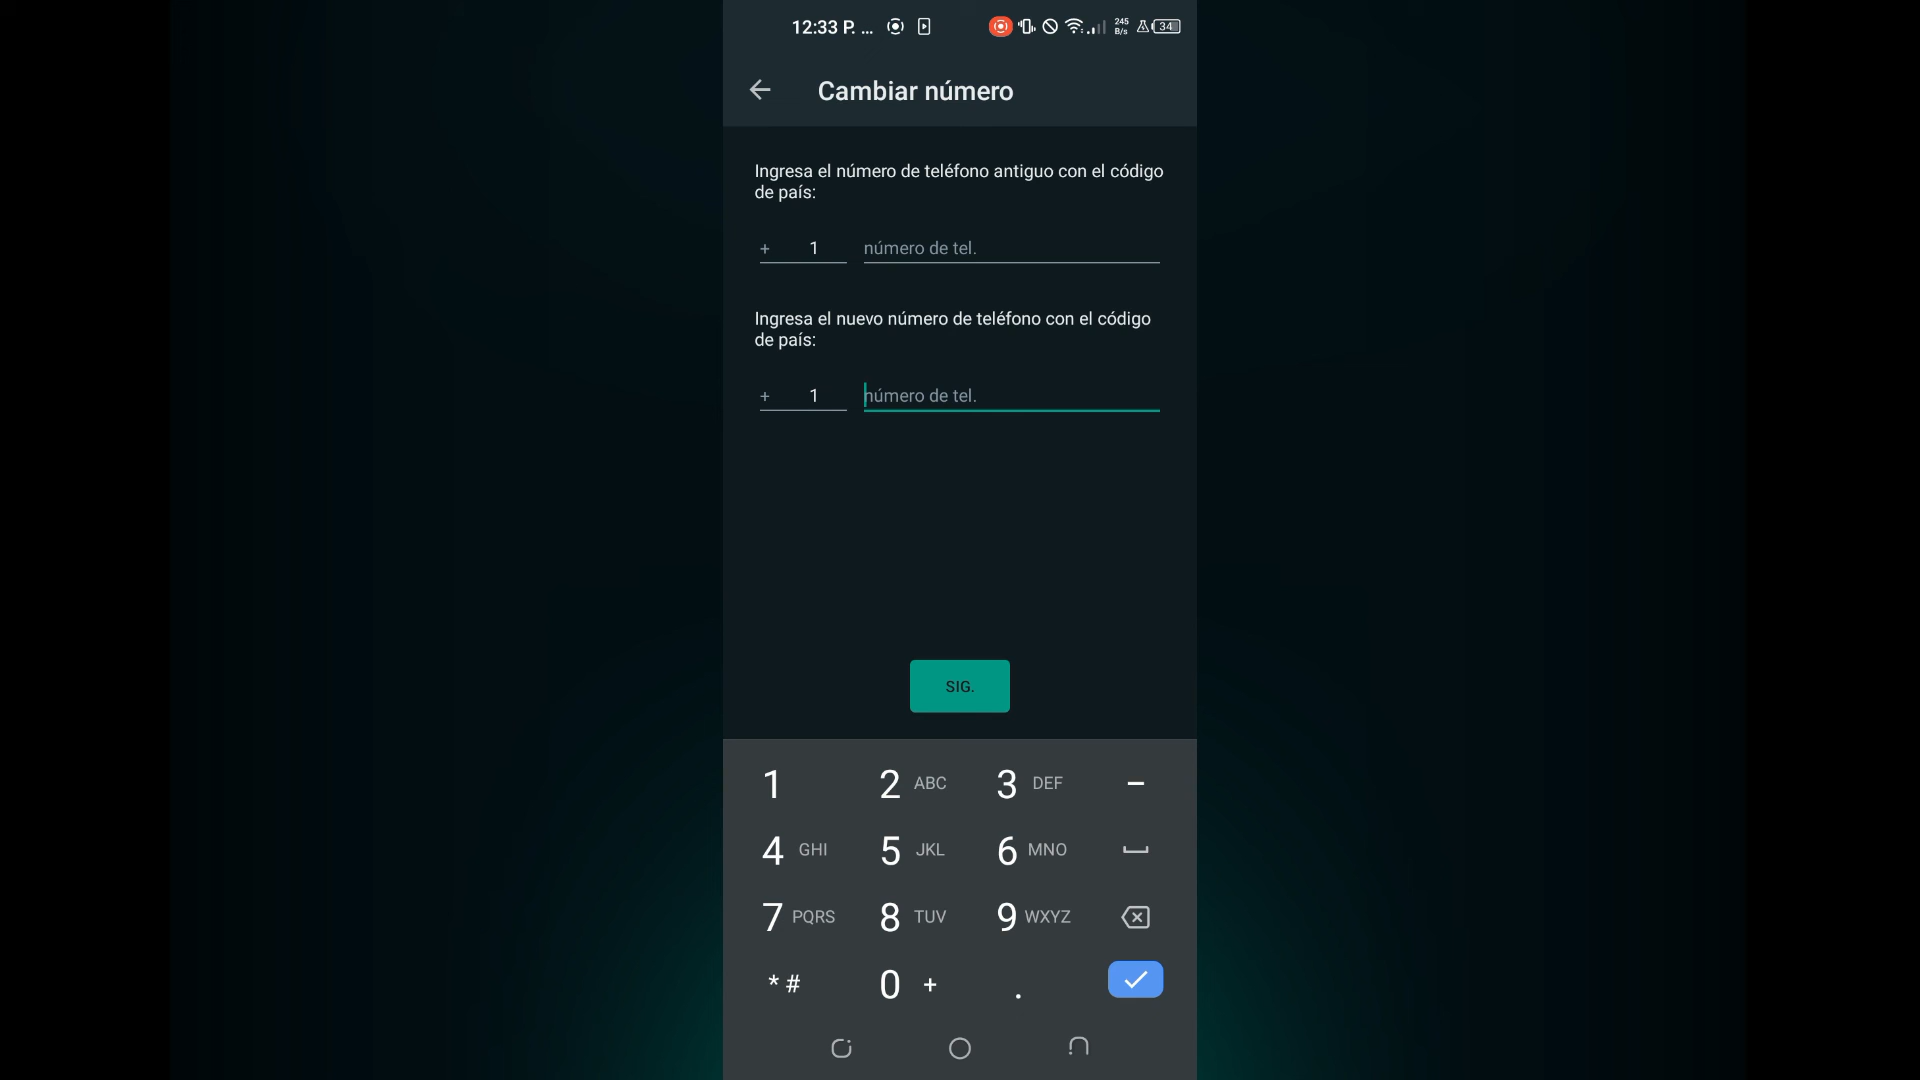 12:33 P. ...
245
B/s
34
Cambiar número
Ingresa el número de teléfono antiguo con el código
de país:
+ 1 número de tel.
Ingresa el nuevo número de teléfono con el código
de país:
+ 1 número de tel.
SIG.
1 2 ABC 3 DEF –
4 GHI 5 JKL 6 MNO
7 PQRS 8 TUV 9 WXYZ
* # 0 + .